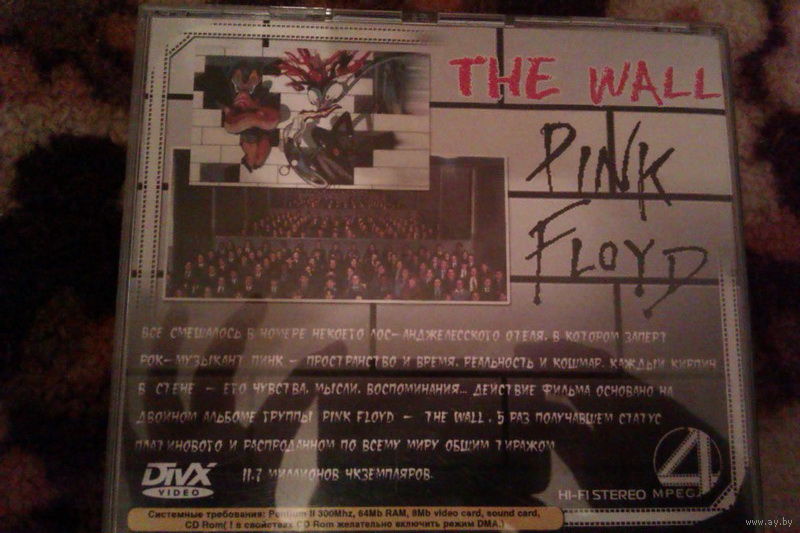 THE WALL
PINK
FLOYD
ВСЕ СМЕШАЛОСЬ В НОМЕРЕ НЕКОЕГО ЛОС-АНДЖЕЛЕССКОГО ОТЕЛЯ, В КОТОРОМ ЗАПЕРТ
РОК-МУЗЫКАНТ ПИНК - ПРОСТРАНСТВО И ВРЕМЯ, РЕАЛЬНОСТЬ И КОШМАР. КАЖДЫЙ КИРПИЧ
В СТЕНЕ - ЕГО ЧУВСТВА, МЫСЛИ, ВОСПОМИНАНИЯ... ДЕЙСТВИЕ ФИЛЬМА ОСНОВАНО НА
ДВОЙНОМ АЛЬБОМЕ ГРУППЫ PINK FLOYD - THE WALL, 5 РАЗ ПОЛУЧАВШЕМ СТАТУС
ПЛАТИНОВОГО И РАСПРОДАННОМ ПО ВСЕМУ МИРУ ОБЩИМ ТИРАЖОМ
11.7 МИЛЛИОНОВ ЧКЗЕМПЛЯРОВ.
DIVX
VIDEO
HI-FI STEREO
4
MPEG
Системные требования: Pentium II 300Mhz, 64Mb RAM, 8Mb video card, sound card,
CD Rom( ! в свойствах CD Rom желательно включить режим DMA.)
www.ay.by